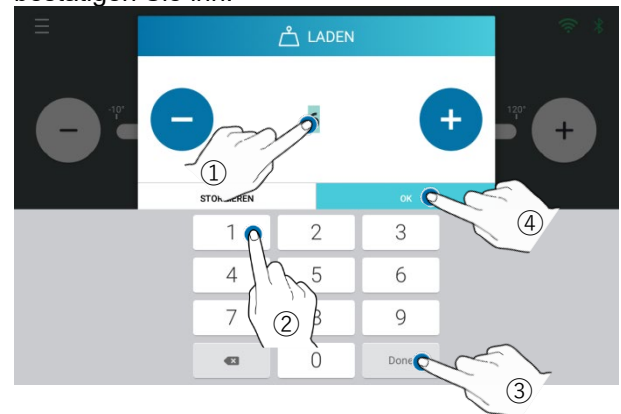 bestätigen Sie ihn.
LADEN
-10°
120°
①
STORNIEREN
OK
④
1 2 3
4 5 6
7 8 9
②
0 Done
③